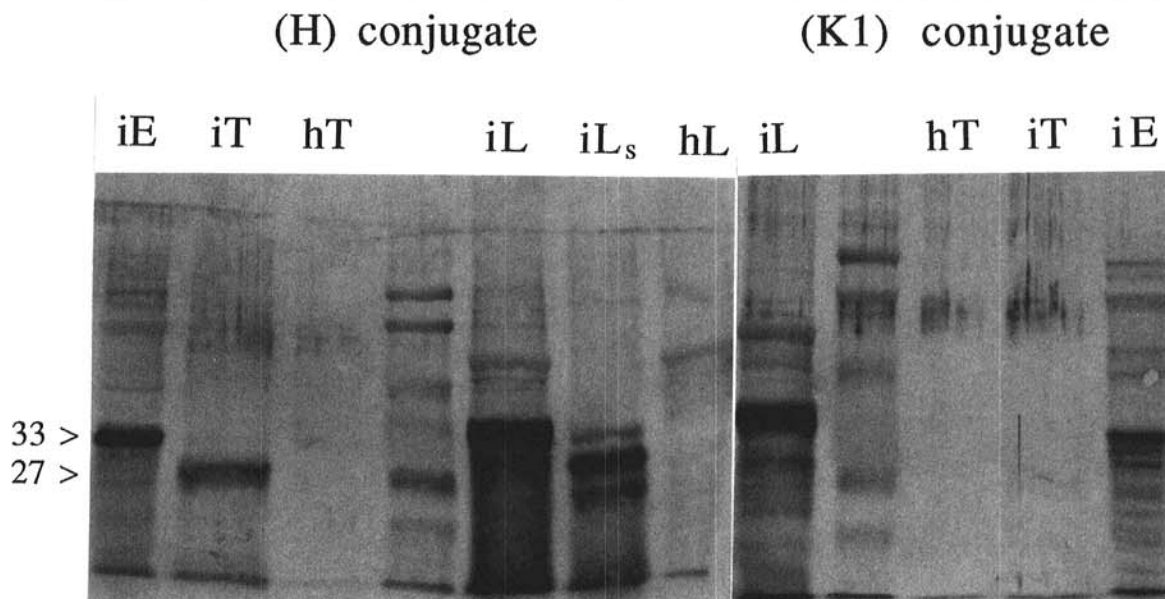 (H) conjugate (K1) conjugate
iE iT hT iL iLs hL iL hT iT iE
33 >
27 >